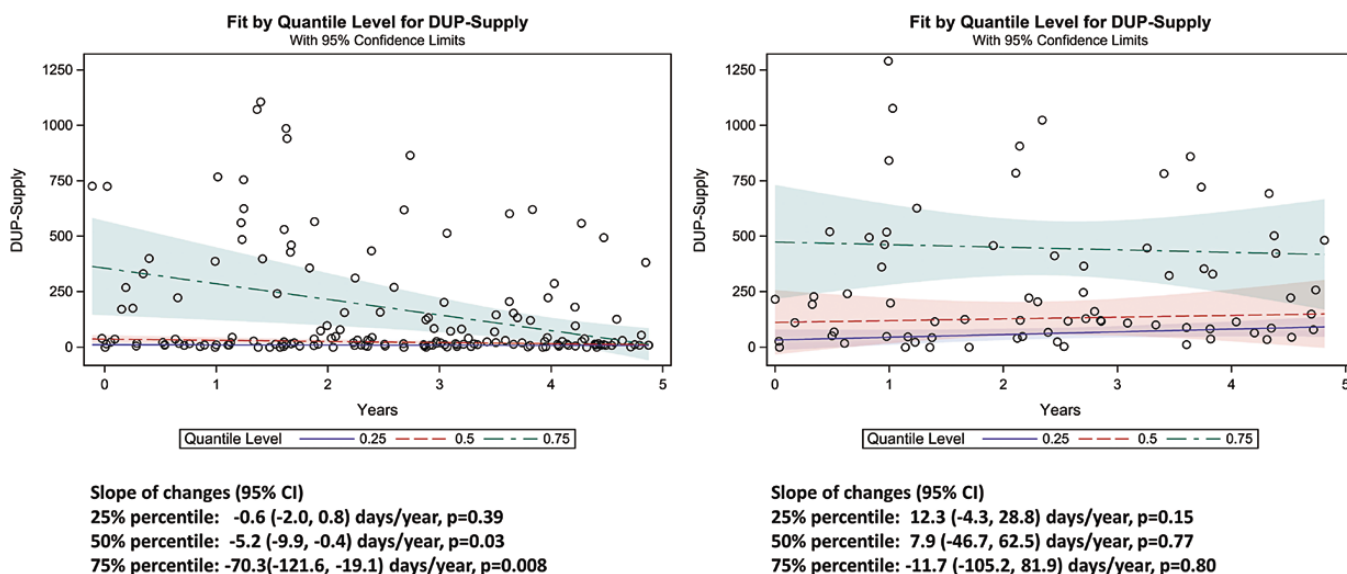 Fit by Quantile Level for DUP-Supply
With 95% Confidence Limits
1250
1000
750
500
250
0
DUP-Supply
0 1 2 3 4 5
Years
Quantile Level 0.25 0.5 0.75
Slope of changes (95% CI)
25% percentile: -0.6 (-2.0, 0.8) days/year, p=0.39
50% percentile: -5.2 (-9.9, -0.4) days/year, p=0.03
75% percentile: -70.3(-121.6, -19.1) days/year, p=0.008
Fit by Quantile Level for DUP-Supply
With 95% Confidence Limits
1250
1000
750
500
250
0
DUP-Supply
0 1 2 3 4 5
Years
Quantile Level 0.25 0.5 0.75
Slope of changes (95% CI)
25% percentile: 12.3 (-4.3, 28.8) days/year, p=0.15
50% percentile: 7.9 (-46.7, 62.5) days/year, p=0.77
75% percentile: -11.7 (-105.2, 81.9) days/year, p=0.80